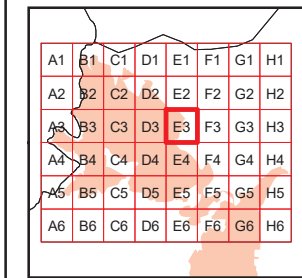 A1 B1 C1 D1 E1 F1 G1 H1
A2 B2 C2 D2 E2 F2 G2 H2
A3 B3 C3 D3 E3 F3 G3 H3
A4 B4 C4 D4 E4 F4 G4 H4
A5 B5 C5 D5 E5 F5 G5 H5
A6 B6 C6 D6 E6 F6 G6 H6